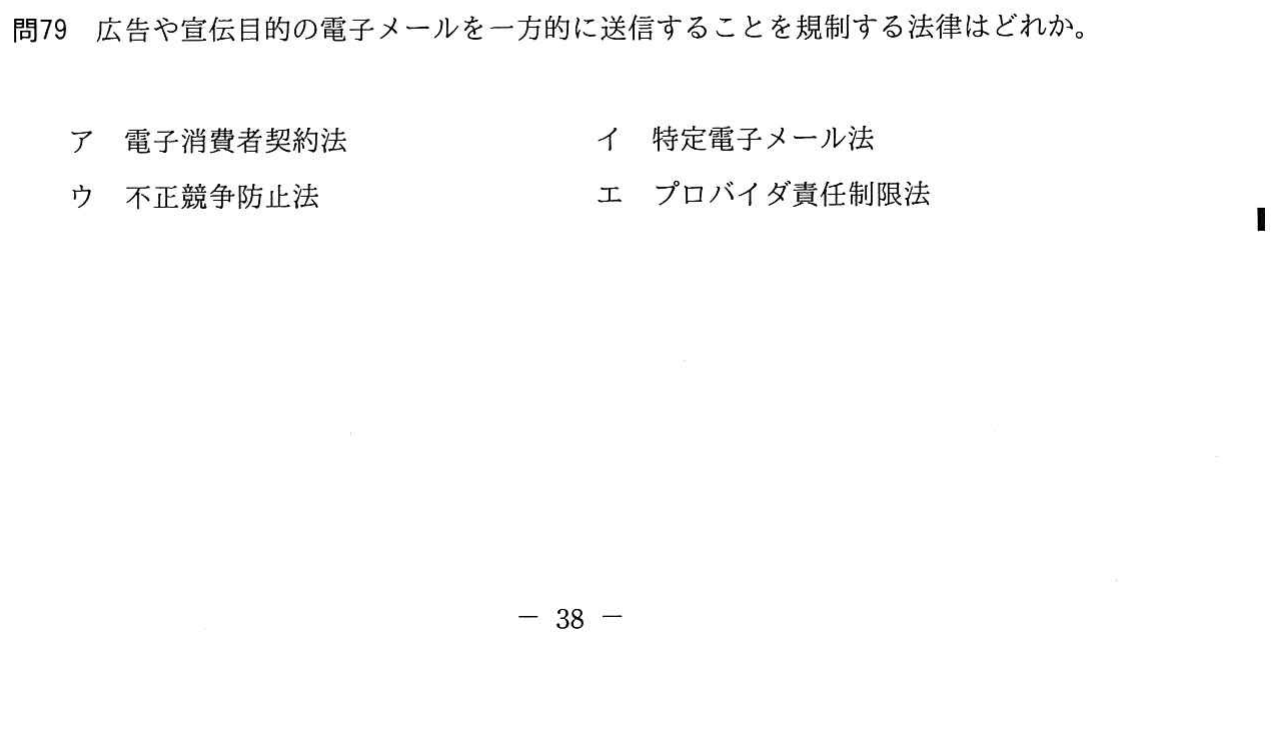 問79 広告や宣伝目的の電子メールを一方的に送信することを規制する法律はどれか。
ア 電子消費者契約法 イ 特定電子メール法
ウ 不正競争防止法 エ プロバイダ責任制限法
－ 38 －